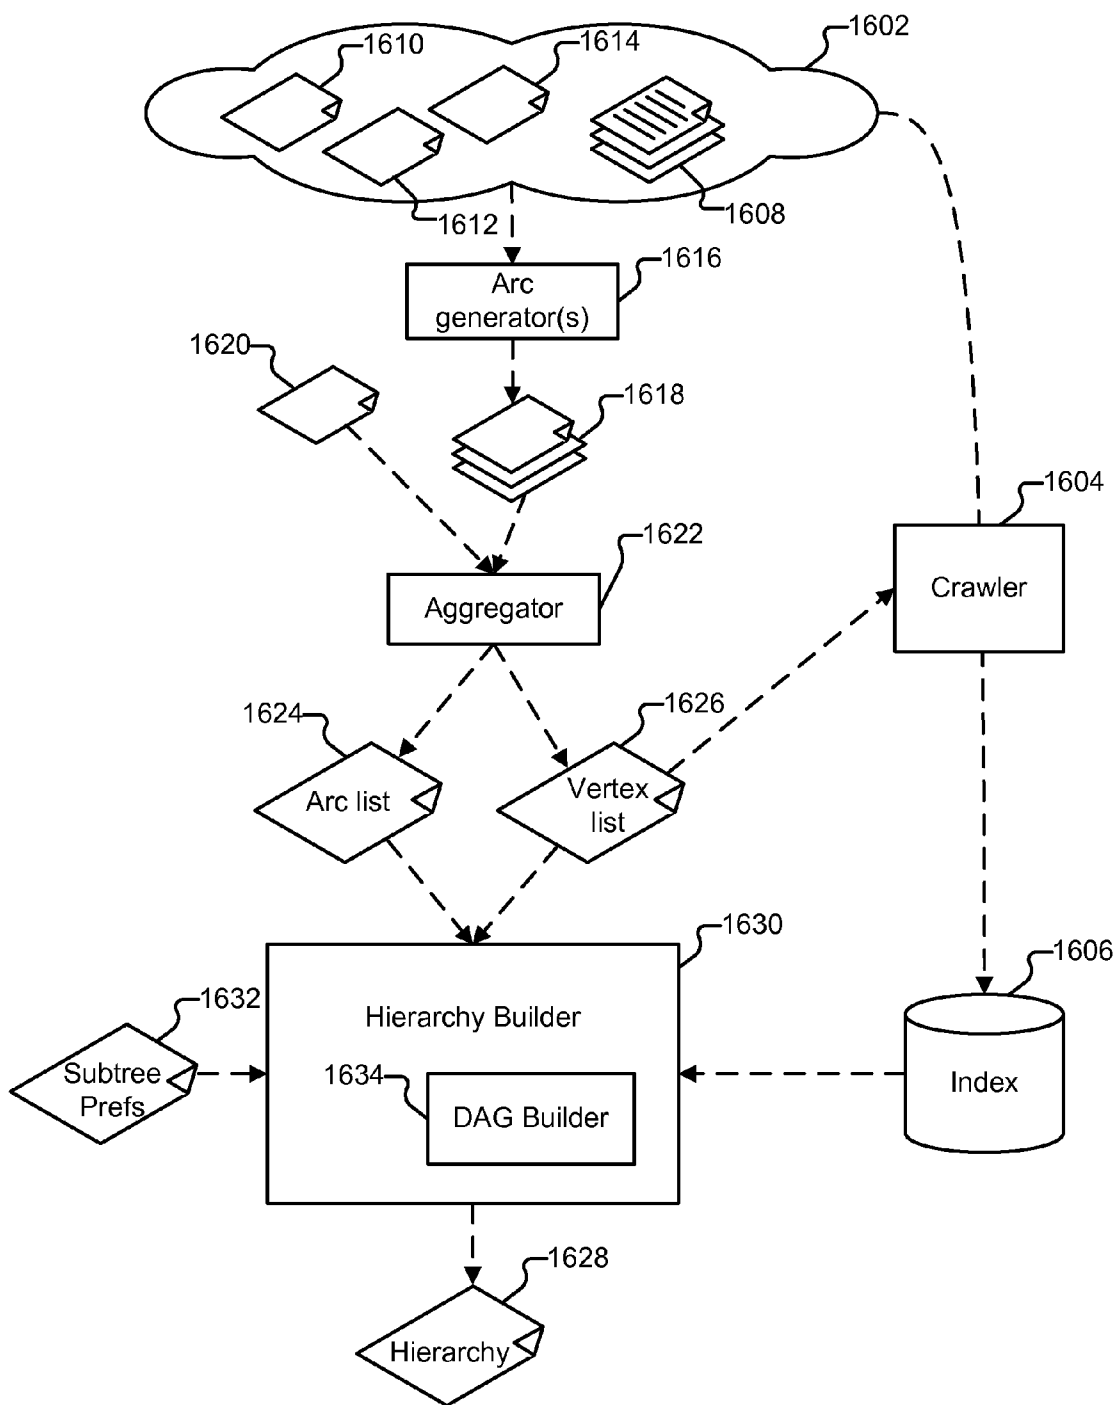 1602
1610
1614
1612
1608
1616
Arc
generator(s)
1620
1618
1604
1622
Crawler
Aggregator
1624
1626
Arc list
Vertex
list
1630
1606
1632
Hierarchy Builder
Subtree
Prefs
1634
DAG Builder
Index
1628
Hierarchy